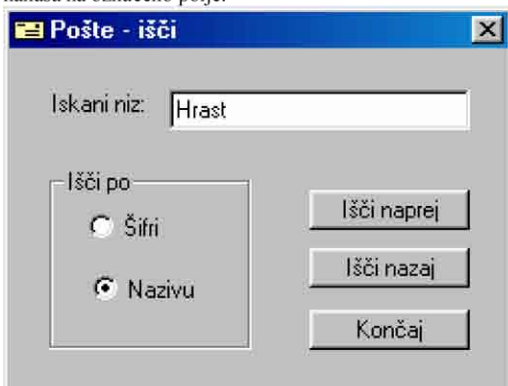 Pošte - išči
Iskani niz: Hrast
Išči po
Šifri
Nazivu
Išči naprej
Išči nazaj
Končaj